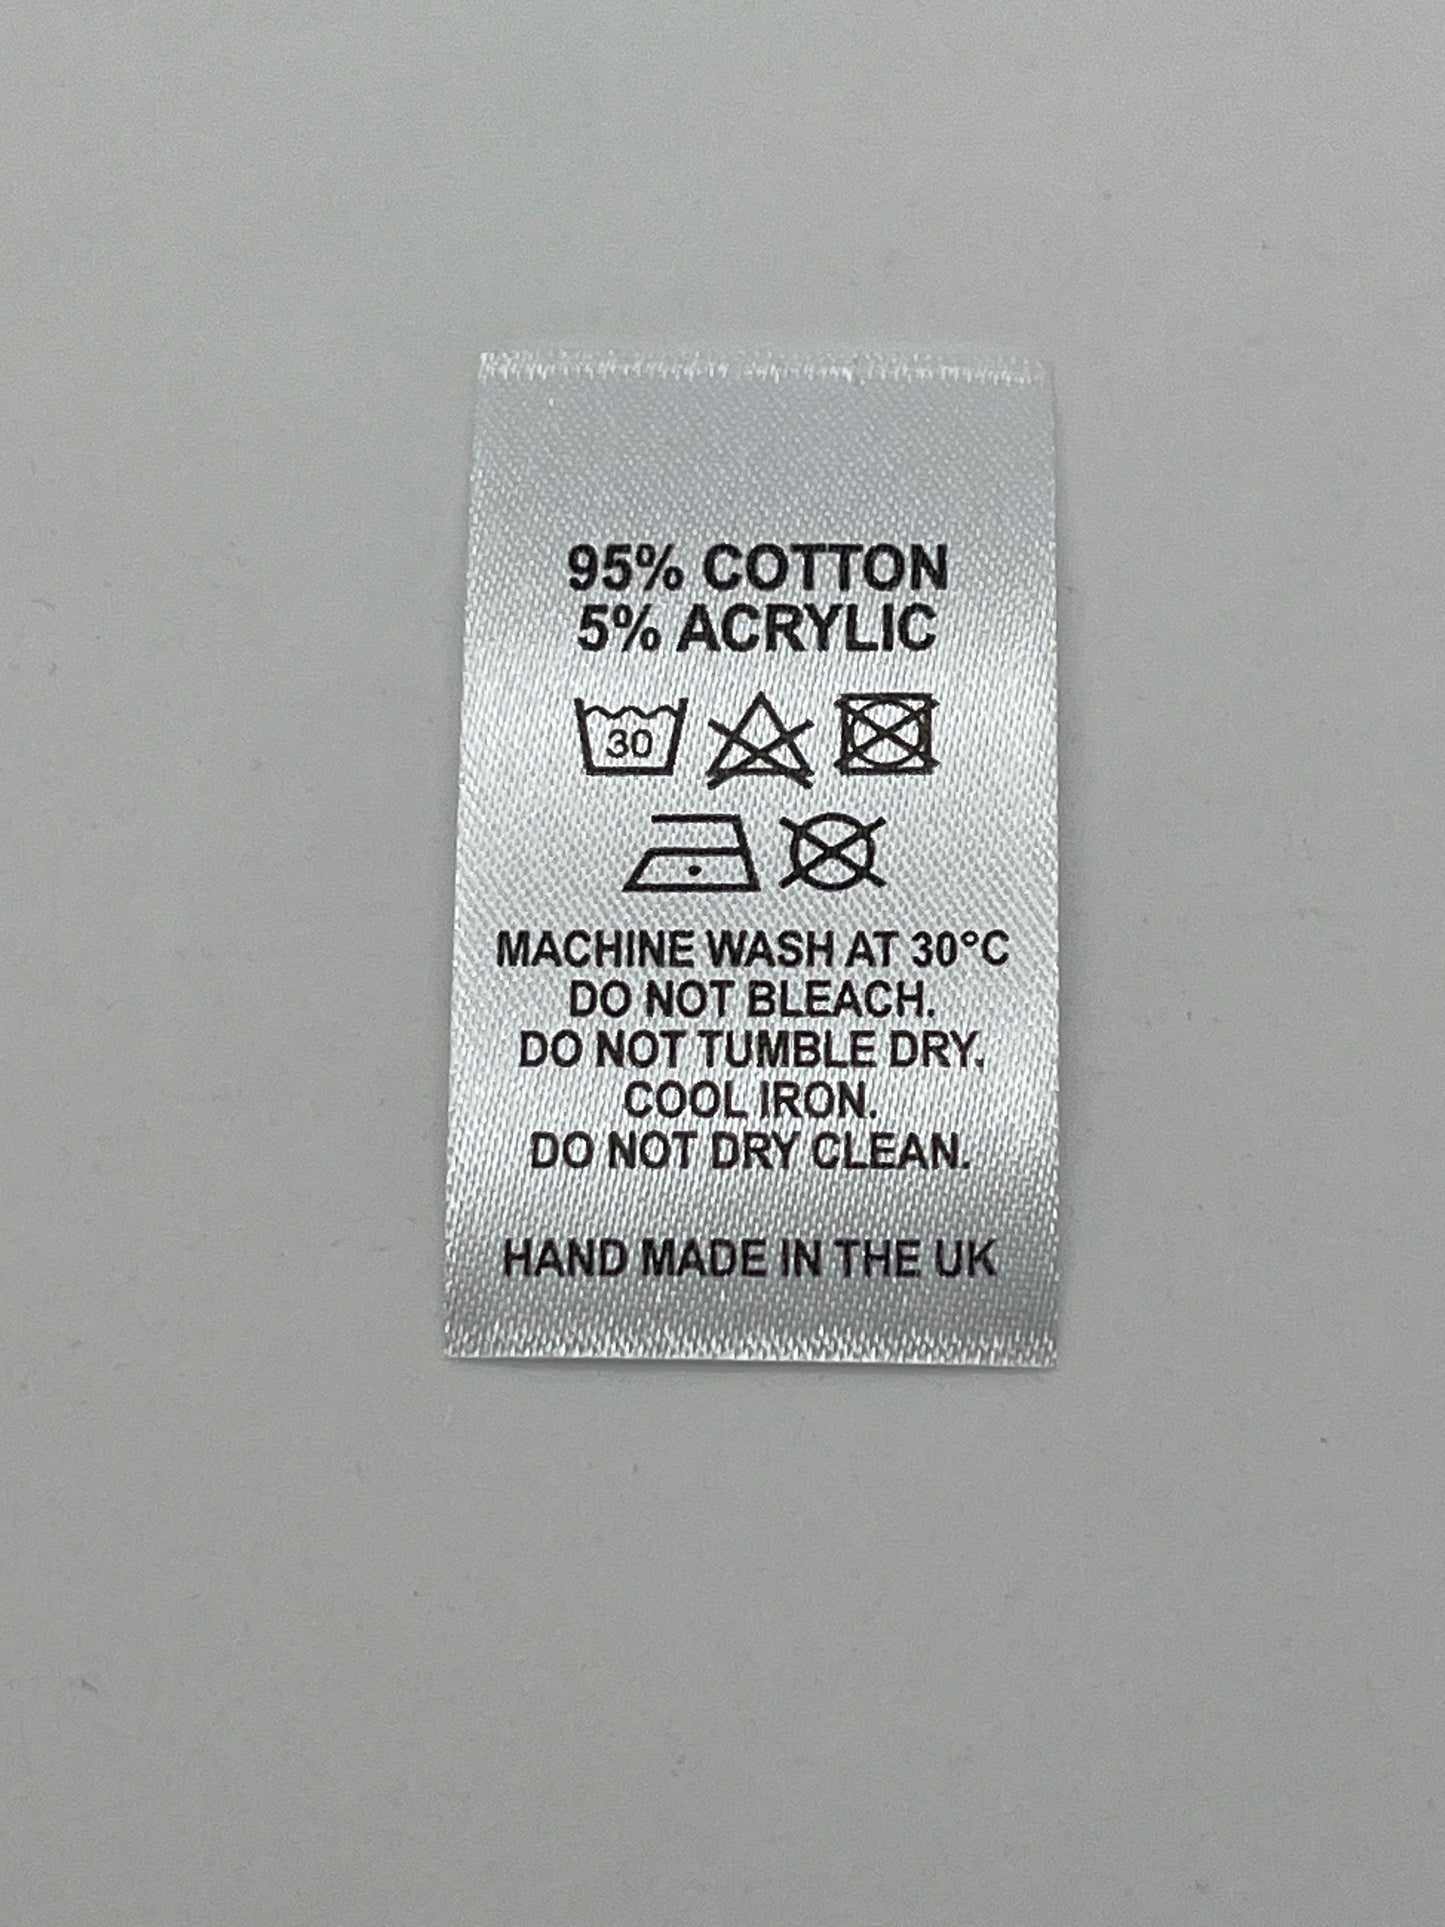 95% COTTON
5% ACRYLIC
30
MACHINE WASH AT 30°C
DO NOT BLEACH.
DO NOT TUMBLE DRY.
COOL IRON.
DO NOT DRY CLEAN.
HAND MADE IN THE UK